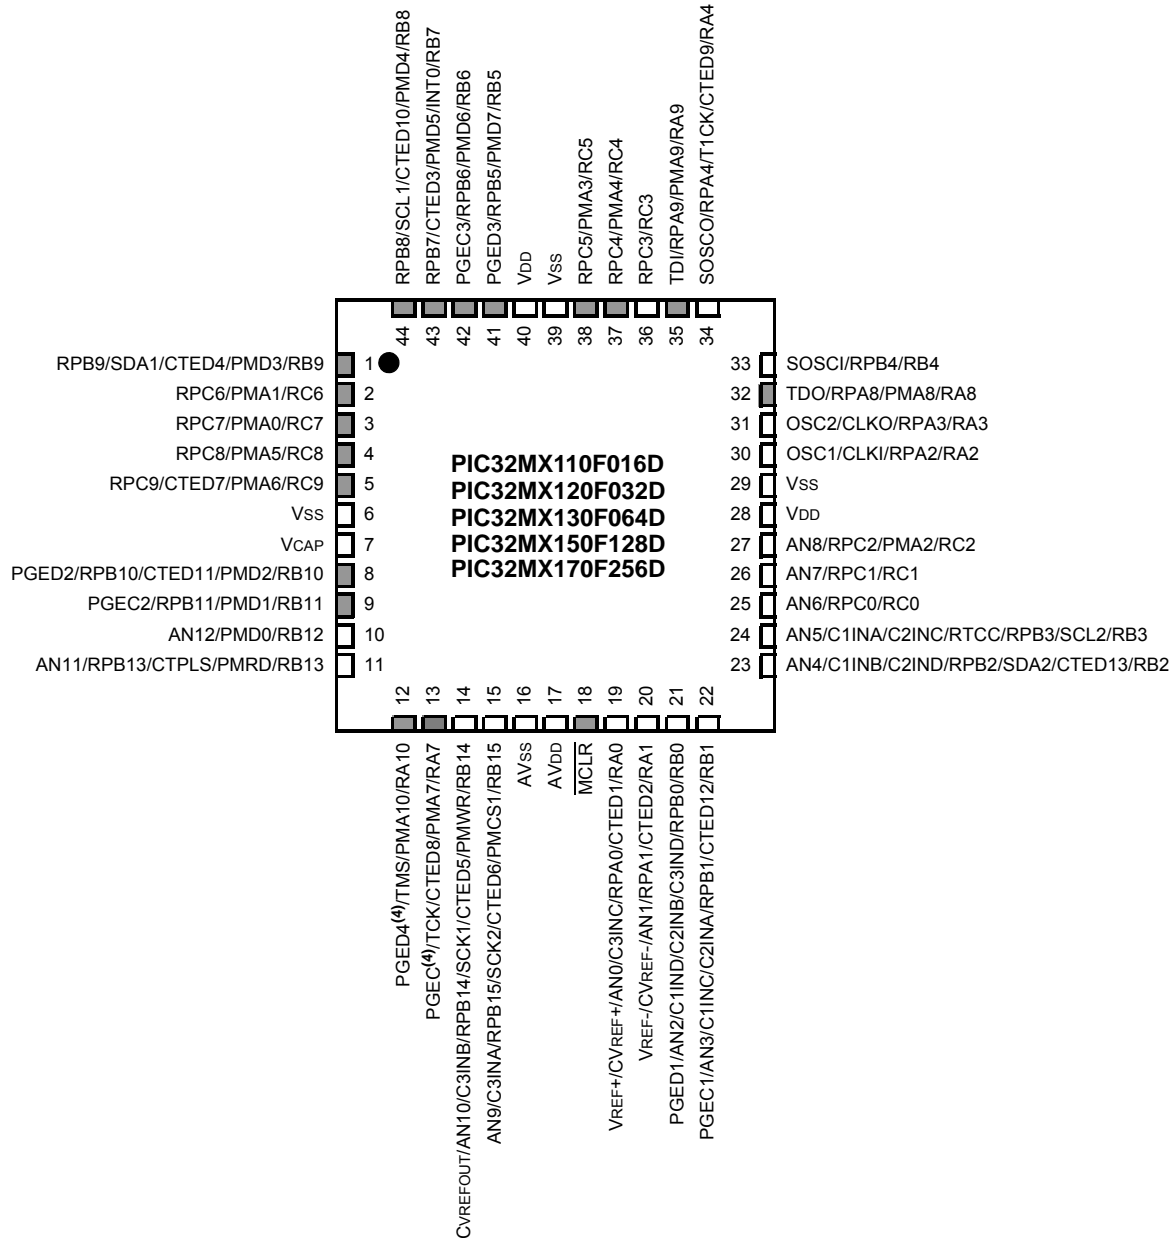 RPB8/SCL1/CTED10/PMD4/RB8
RPB7/CTED3/PMD5/INT0/RB7
PGEC3/RPB6/PMD6/RB6
PGED3/RPB5/PMD7/RB5
VDD
VSS
RPC5/PMA3/RC5
RPC4/PMA4/RC4
RPC3/RC3
TDI/RPA9/PMA9/RA9
SOSCO/RPA4/T1CK/CTED9/RA4
44
43
42
41
40
39
38
37
36
35
34
RPB9/SDA1/CTED4/PMD3/RB9 1
RPC6/PMA1/RC6 2
RPC7/PMA0/RC7 3
RPC8/PMA5/RC8 4
RPC9/CTED7/PMA6/RC9 5
VSS 6
VCAP 7
PGED2/RPB10/CTED11/PMD2/RB10 8
PGEC2/RPB11/PMD1/RB11 9
AN12/PMD0/RB12 10
AN11/RPB13/CTPLS/PMRD/RB13 11
PIC32MX110F016D
PIC32MX120F032D
PIC32MX130F064D
PIC32MX150F128D
PIC32MX170F256D
33 SOSCI/RPB4/RB4
32 TDO/RPA8/PMA8/RA8
31 OSC2/CLKO/RPA3/RA3
30 OSC1/CLKI/RPA2/RA2
29 VSS
28 VDD
27 AN8/RPC2/PMA2/RC2
26 AN7/RPC1/RC1
25 AN6/RPC0/RC0
24 AN5/C1INA/C2INC/RTCC/RPB3/SCL2/RB3
23 AN4/C1INB/C2IND/RPB2/SDA2/CTED13/RB2
12
13
14
15
16
17
18
19
20
21
22
PGED4(4)/TMS/PMA10/RA10
PGEC(4)/TCK/CTED8/PMA7/RA7
CVREFOUT/AN10/C3INB/RPB14/SCK1/CTED5/PMWR/RB14
AN9/C3INA/RPB15/SCK2/CTED6/PMCS1/RB15
AVSS
AVDD
MCLR
VREF+/CVREF+/AN0/C3INC/RPA0/CTED1/RA0
VREF-/CVREF-/AN1/RPA1/CTED2/RA1
PGED1/AN2/C1IND/C2INB/C3IND/RPB0/RB0
PGEC1/AN3/C1INC/C2INA/RPB1/CTED12/RB1